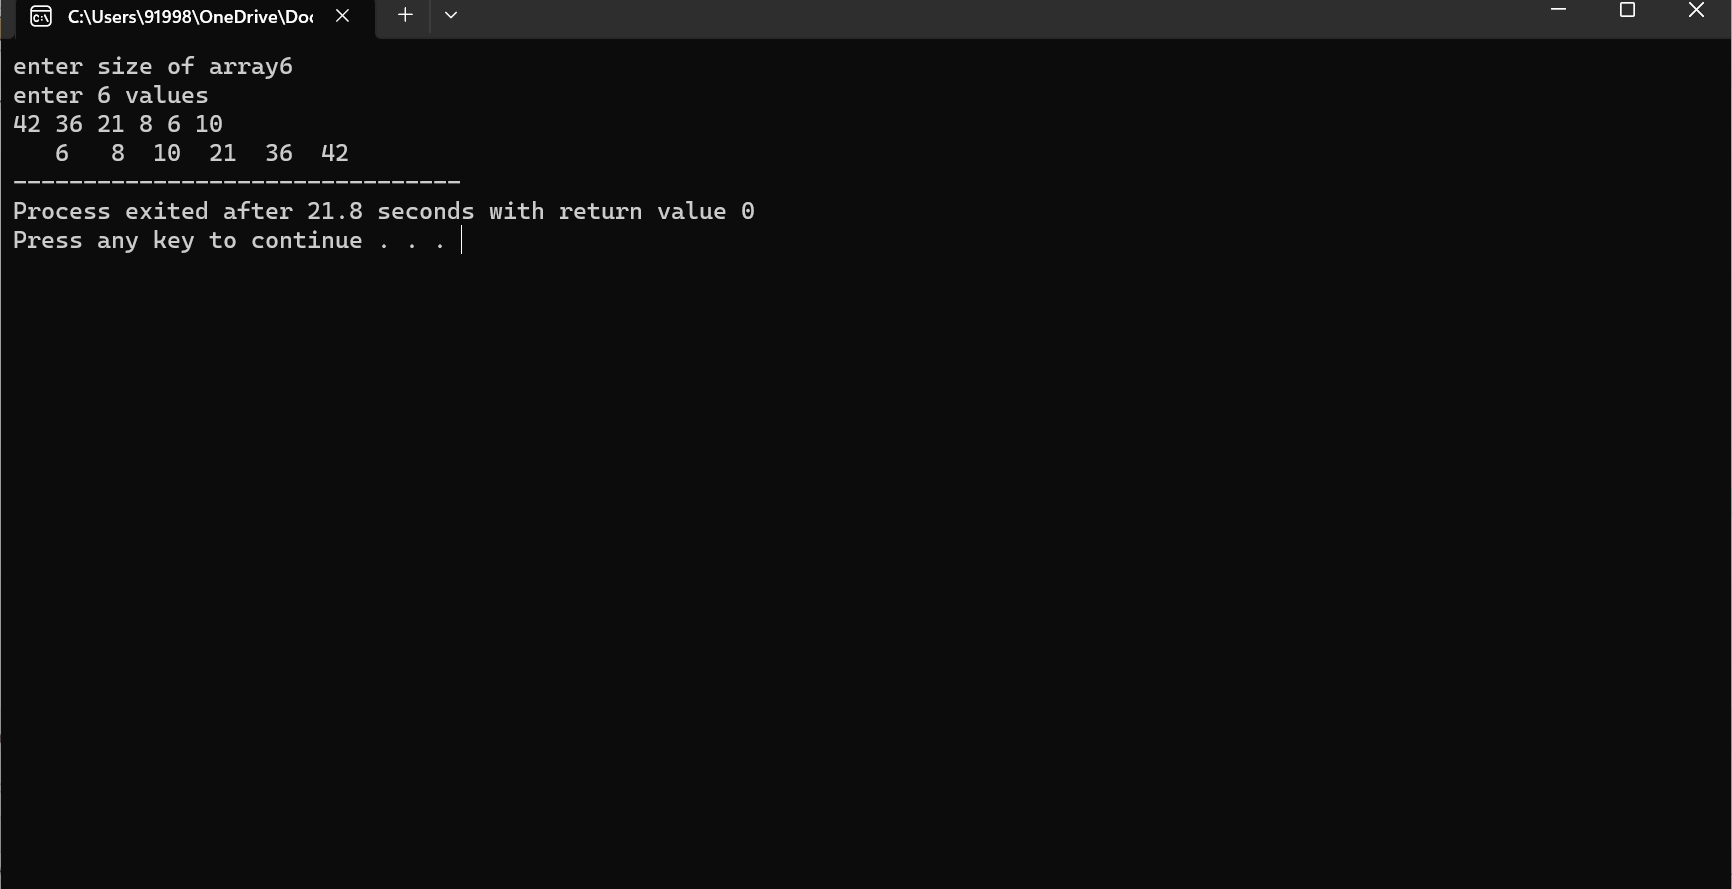 C:\Users\91998\OneDrive\Doc
enter size of array6
enter 6 values
42 36 21 8 6 10
   6   8  10  21  36  42
--------------------------------
Process exited after 21.8 seconds with return value 0
Press any key to continue . . .